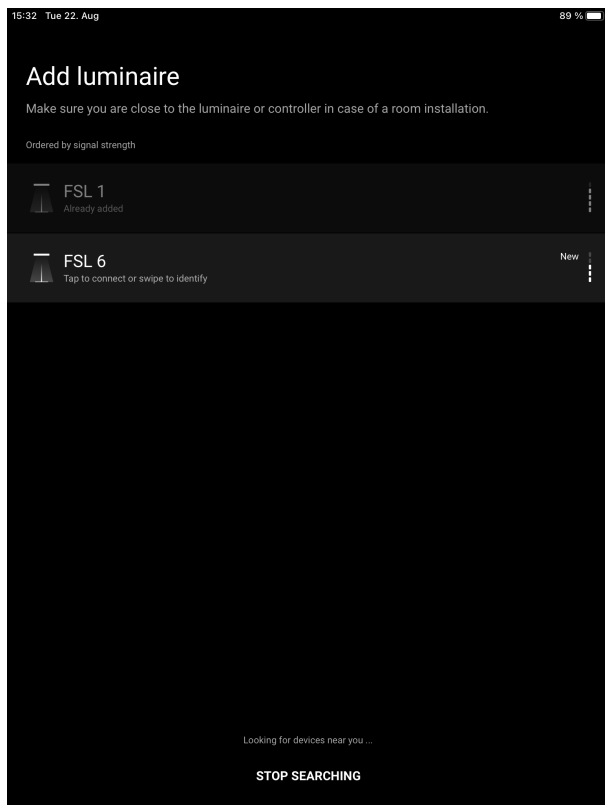 15:32 Tue 22. Aug 89 %
Add luminaire
Make sure you are close to the luminaire or controller in case of a room installation.
Ordered by signal strength
FSL 1
Already added
FSL 6
New
Tap to connect or swipe to identify
Looking for devices near you ...
STOP SEARCHING